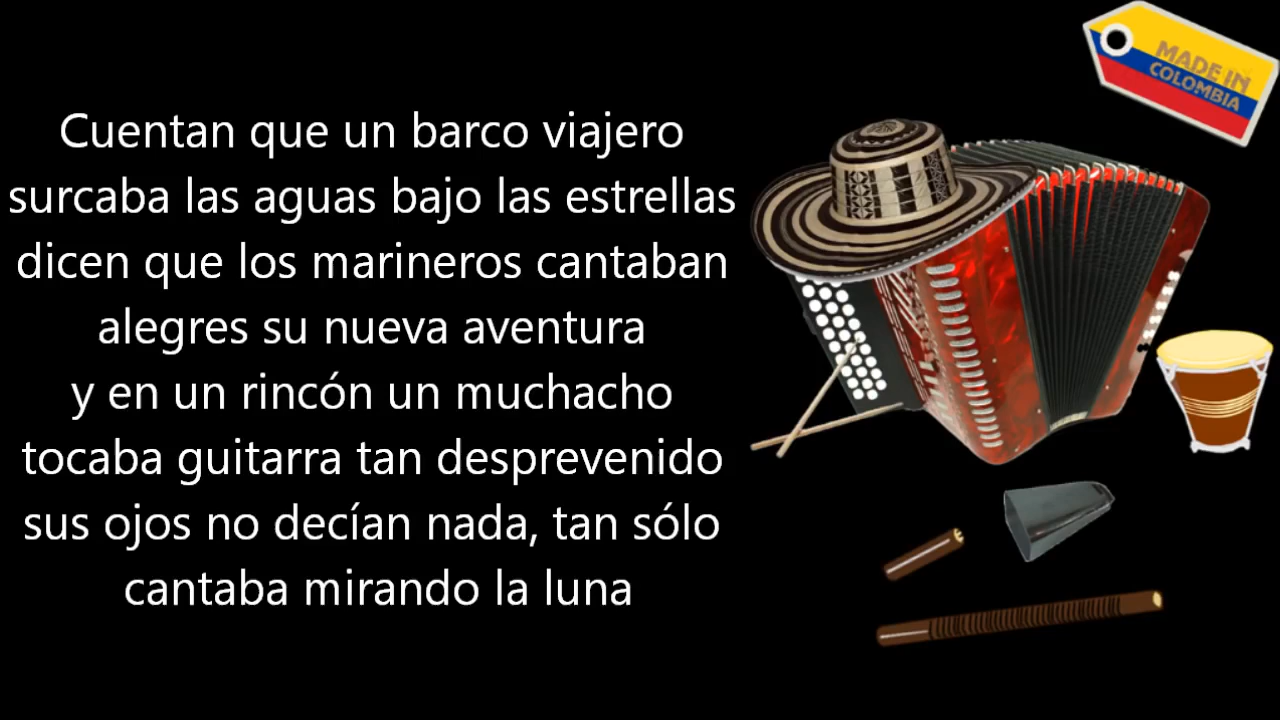 Cuentan que un barco viajero
surcaba las aguas bajo las estrellas
dicen que los marineros cantaban
alegres su nueva aventura
y en un rincón un muchacho
tocaba guitarra tan desprevenido
sus ojos no decían nada, tan sólo
cantaba mirando la luna
MADE IN
COLOMBIA